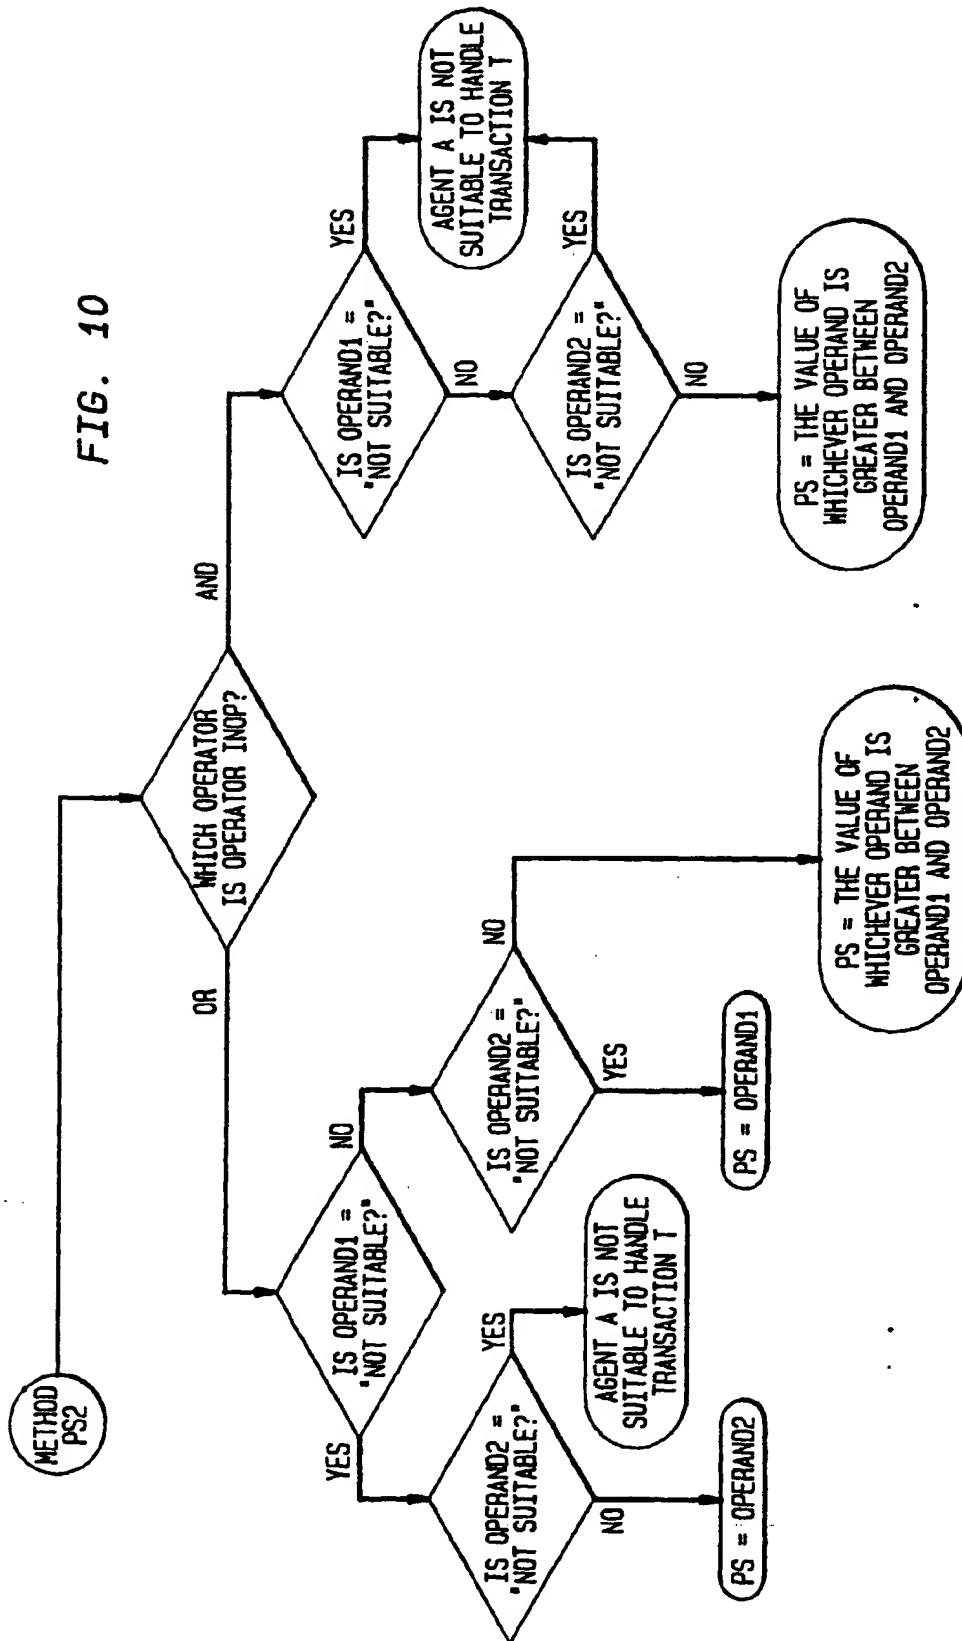 FIG. 10
METHOD
PS2
WHICH OPERATOR
IS OPERATOR INOP?
OR
AND
IS OPERAND1 =
"NOT SUITABLE?"
YES
NO
IS OPERAND2 =
"NOT SUITABLE?"
YES
NO
AGENT A IS NOT
SUITABLE TO HANDLE
TRANSACTION T
PS = OPERAND2
IS OPERAND2 =
"NOT SUITABLE?"
NO
YES
PS = OPERAND1
PS = THE VALUE OF
WHICHEVER OPERAND IS
GREATER BETWEEN
OPERAND1 AND OPERAND2
IS OPERAND1 =
"NOT SUITABLE?"
YES
NO
AGENT A IS NOT
SUITABLE TO HANDLE
TRANSACTION T
IS OPERAND2 =
"NOT SUITABLE?"
YES
NO
PS = THE VALUE OF
WHICHEVER OPERAND IS
GREATER BETWEEN
OPERAND1 AND OPERAND2